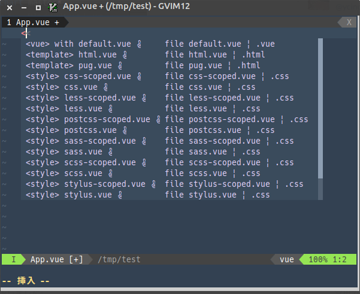 App.vue + (/tmp/test) - GVIM12
1 App.vue + X
<
<vue> with default.vue file default.vue ¦ .vue
<template> html.vue file html.vue ¦ .html
<template> pug.vue file pug.vue ¦ .html
<style> css-scoped.vue file css-scoped.vue ¦ .css
<style> css.vue file css.vue ¦ .css
<style> less-scoped.vue file less-scoped.vue ¦ .css
<style> less.vue file less.vue ¦ .css
<style> postcss-scoped.vue file postcss-scoped.vue ¦ .css
<style> postcss.vue file postcss.vue ¦ .css
<style> sass-scoped.vue file sass-scoped.vue ¦ .css
<style> sass.vue file sass.vue ¦ .css
<style> scss-scoped.vue file scss-scoped.vue ¦ .css
<style> scss.vue file scss.vue ¦ .css
<style> stylus-scoped.vue file stylus-scoped.vue ¦ .css
<style> stylus.vue file stylus.vue ¦ .css
I App.vue [+] /tmp/test vue 100% 1:2
-- 插入 --